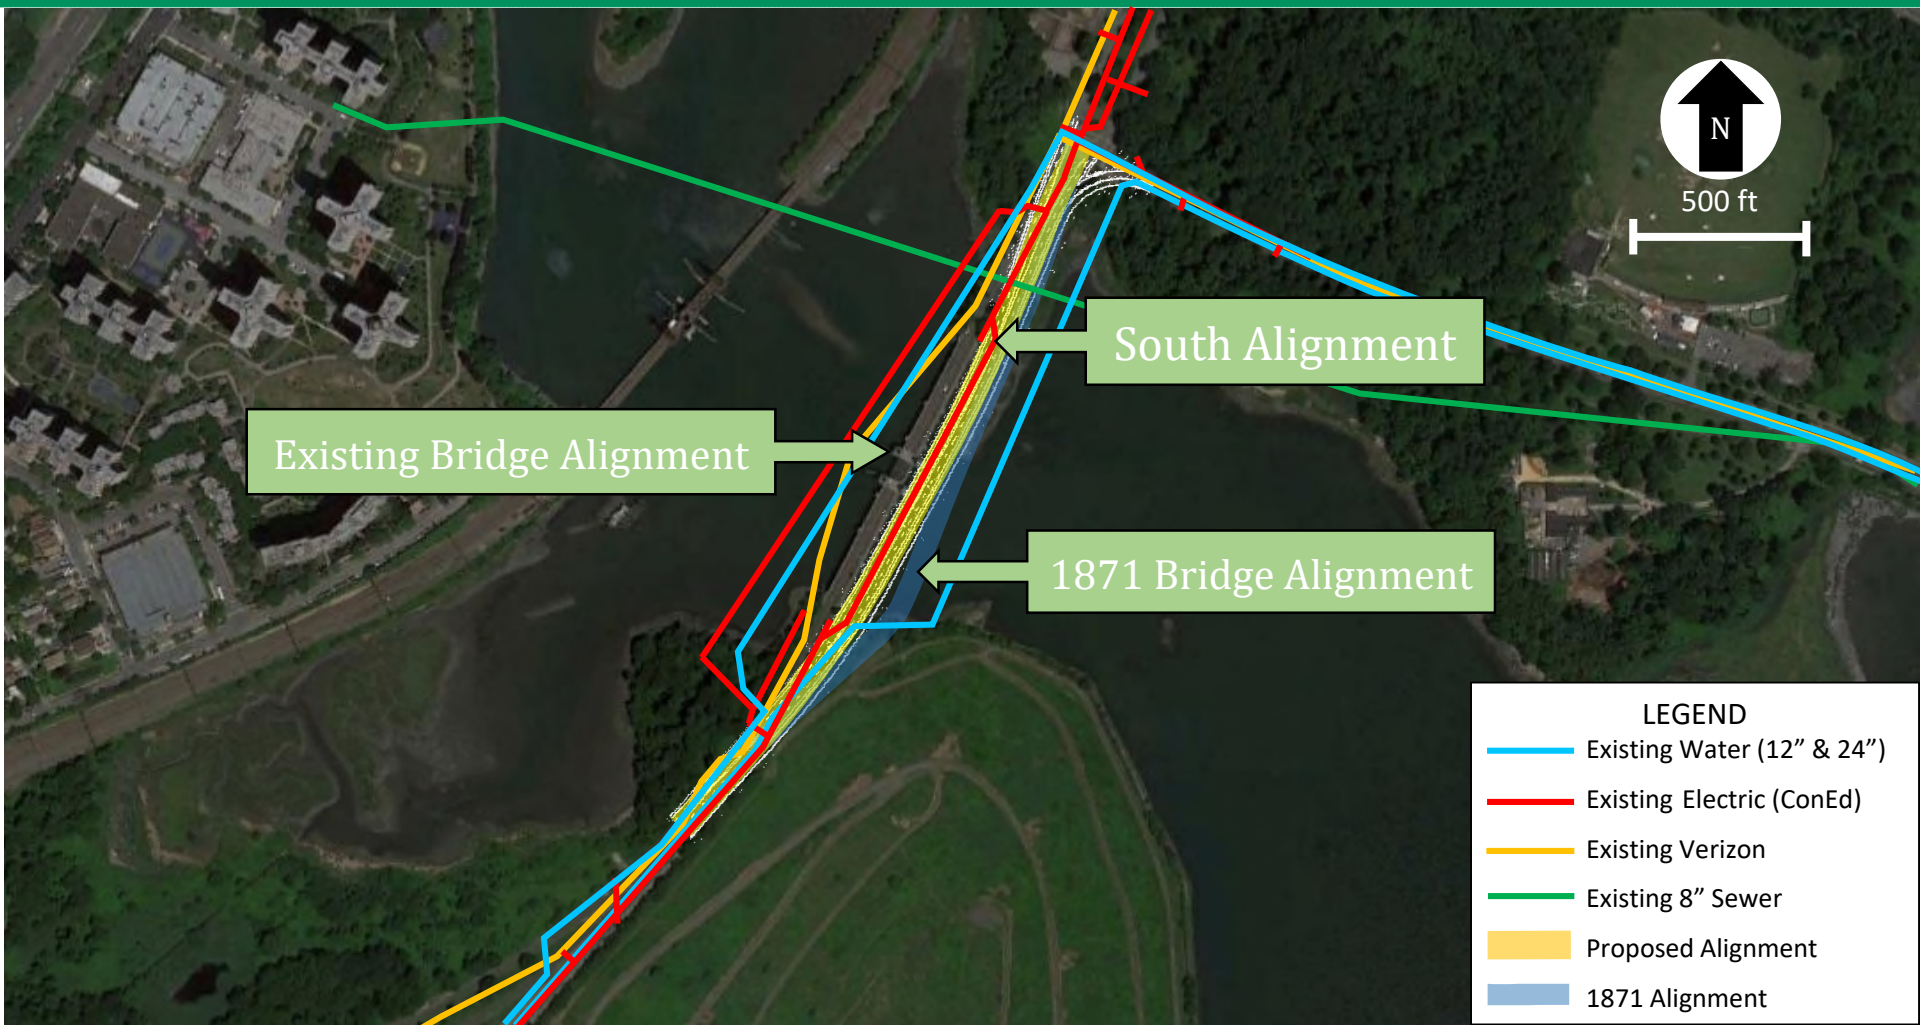 N
500 ft
South Alignment
Existing Bridge Alignment
1871 Bridge Alignment
LEGEND
Existing Water (12” & 24”)
Existing Electric (ConEd)
Existing Verizon
Existing 8” Sewer
Proposed Alignment
1871 Alignment